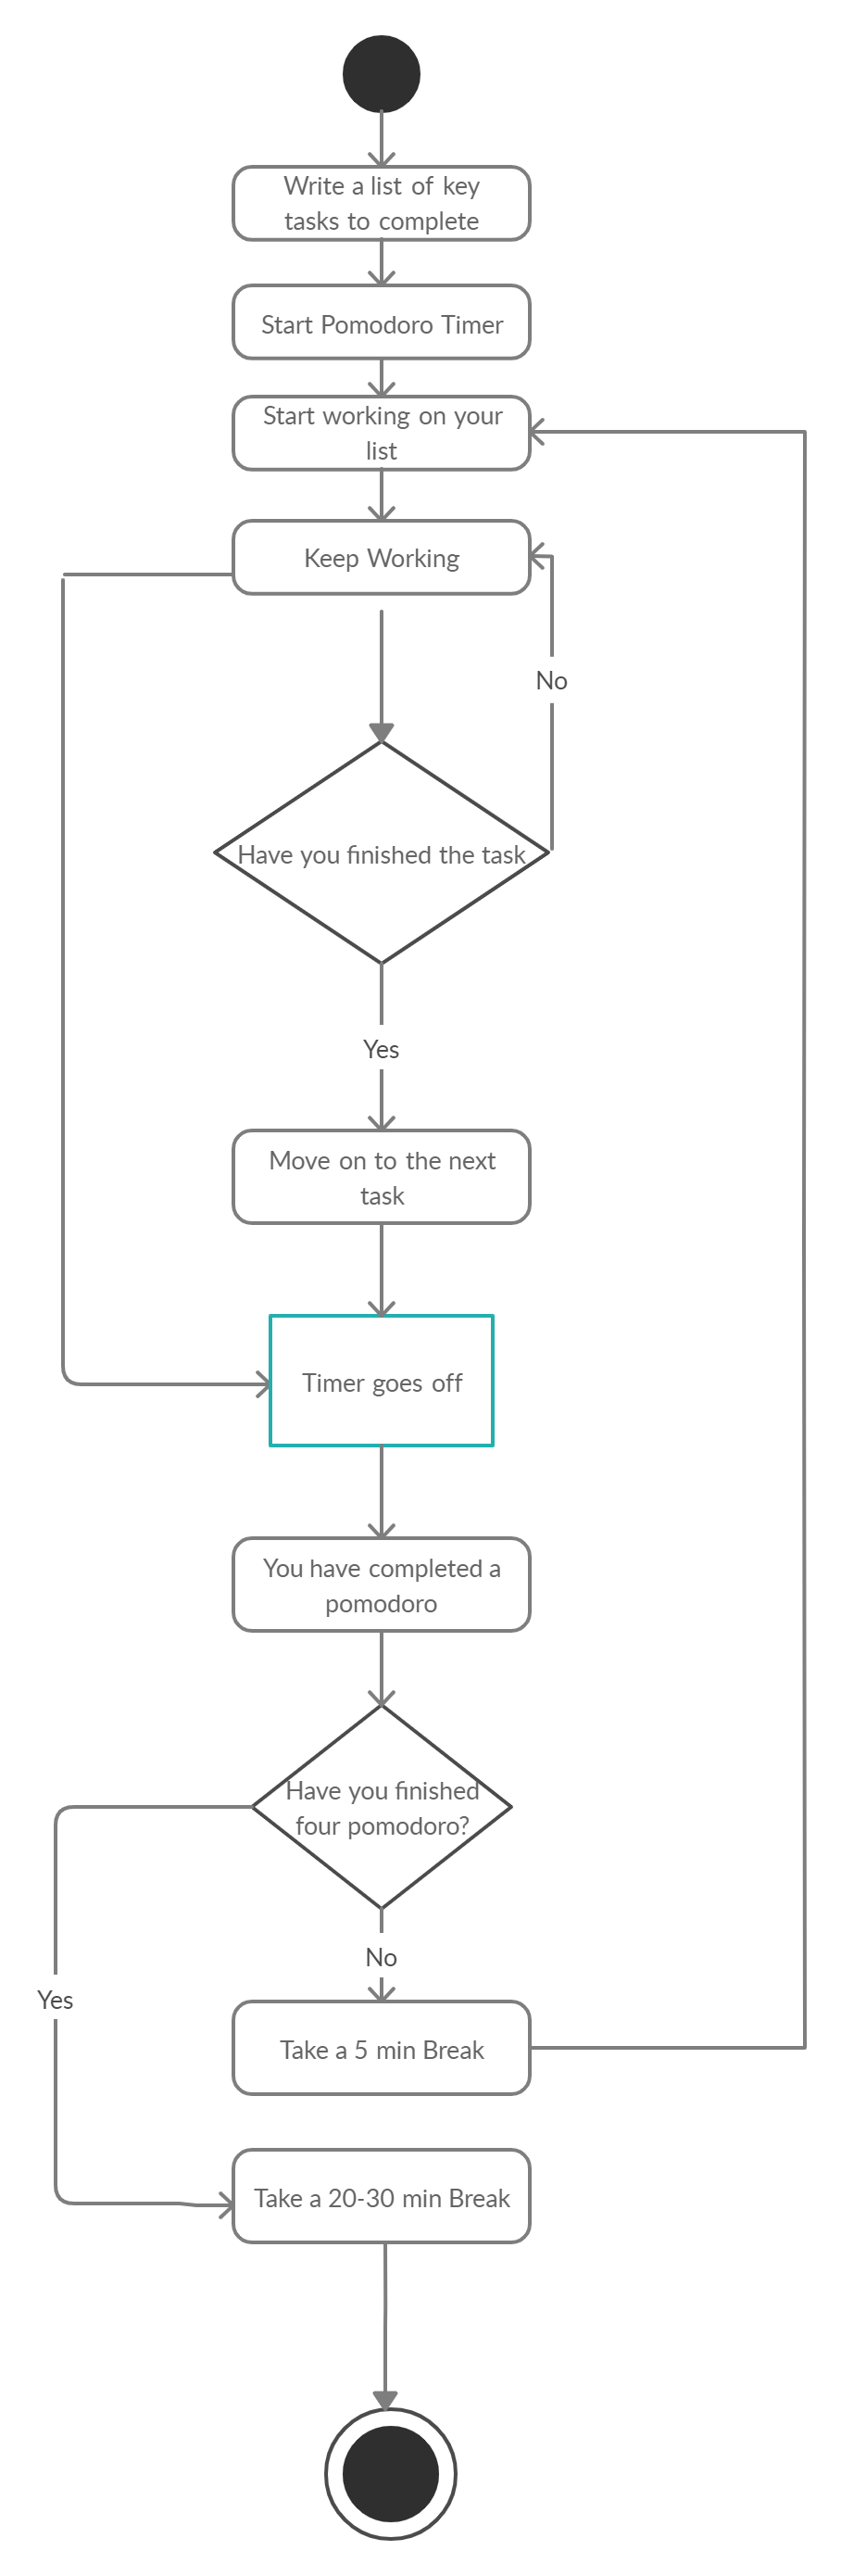 Write a list of key
tasks to complete
Start Pomodoro Timer
Start working on your
list
Keep Working
No
Have you finished the task
Yes
Move on to the next
task
Timer goes off
You have completed a
pomodoro
Have you finished
four pomodoro?
No
Yes
Take a 5 min Break
Take a 20-30 min Break